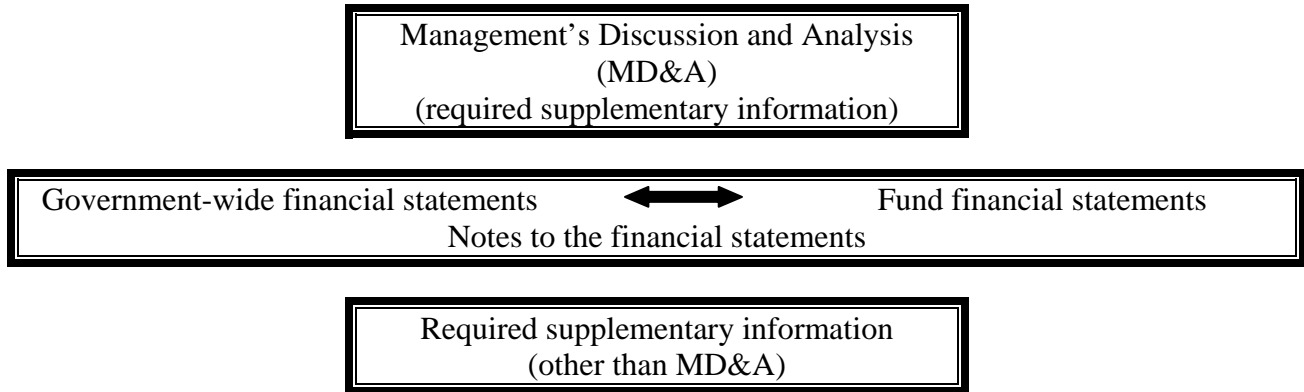 Management’s Discussion and Analysis
(MD&A)
(required supplementary information)
Government-wide financial statements Fund financial statements
Notes to the financial statements
Required supplementary information
(other than MD&A)